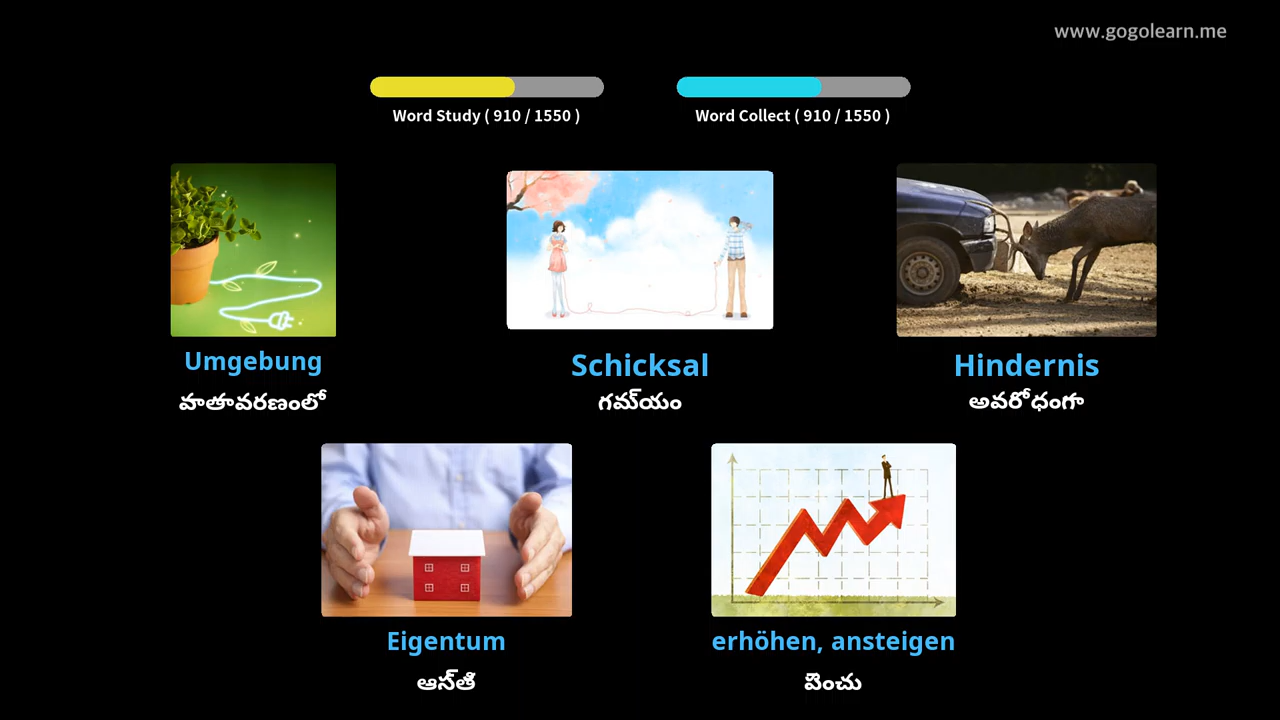 www.gogolearn.me
Word Study ( 910 / 1550 )
Word Collect ( 910 / 1550 )
Umgebung
వాతావరణంలో
Schicksal
గమ్యం
Hindernis
అవరోధంగా
Eigentum
ఆస్తి
erhöhen, ansteigen
పెంచు